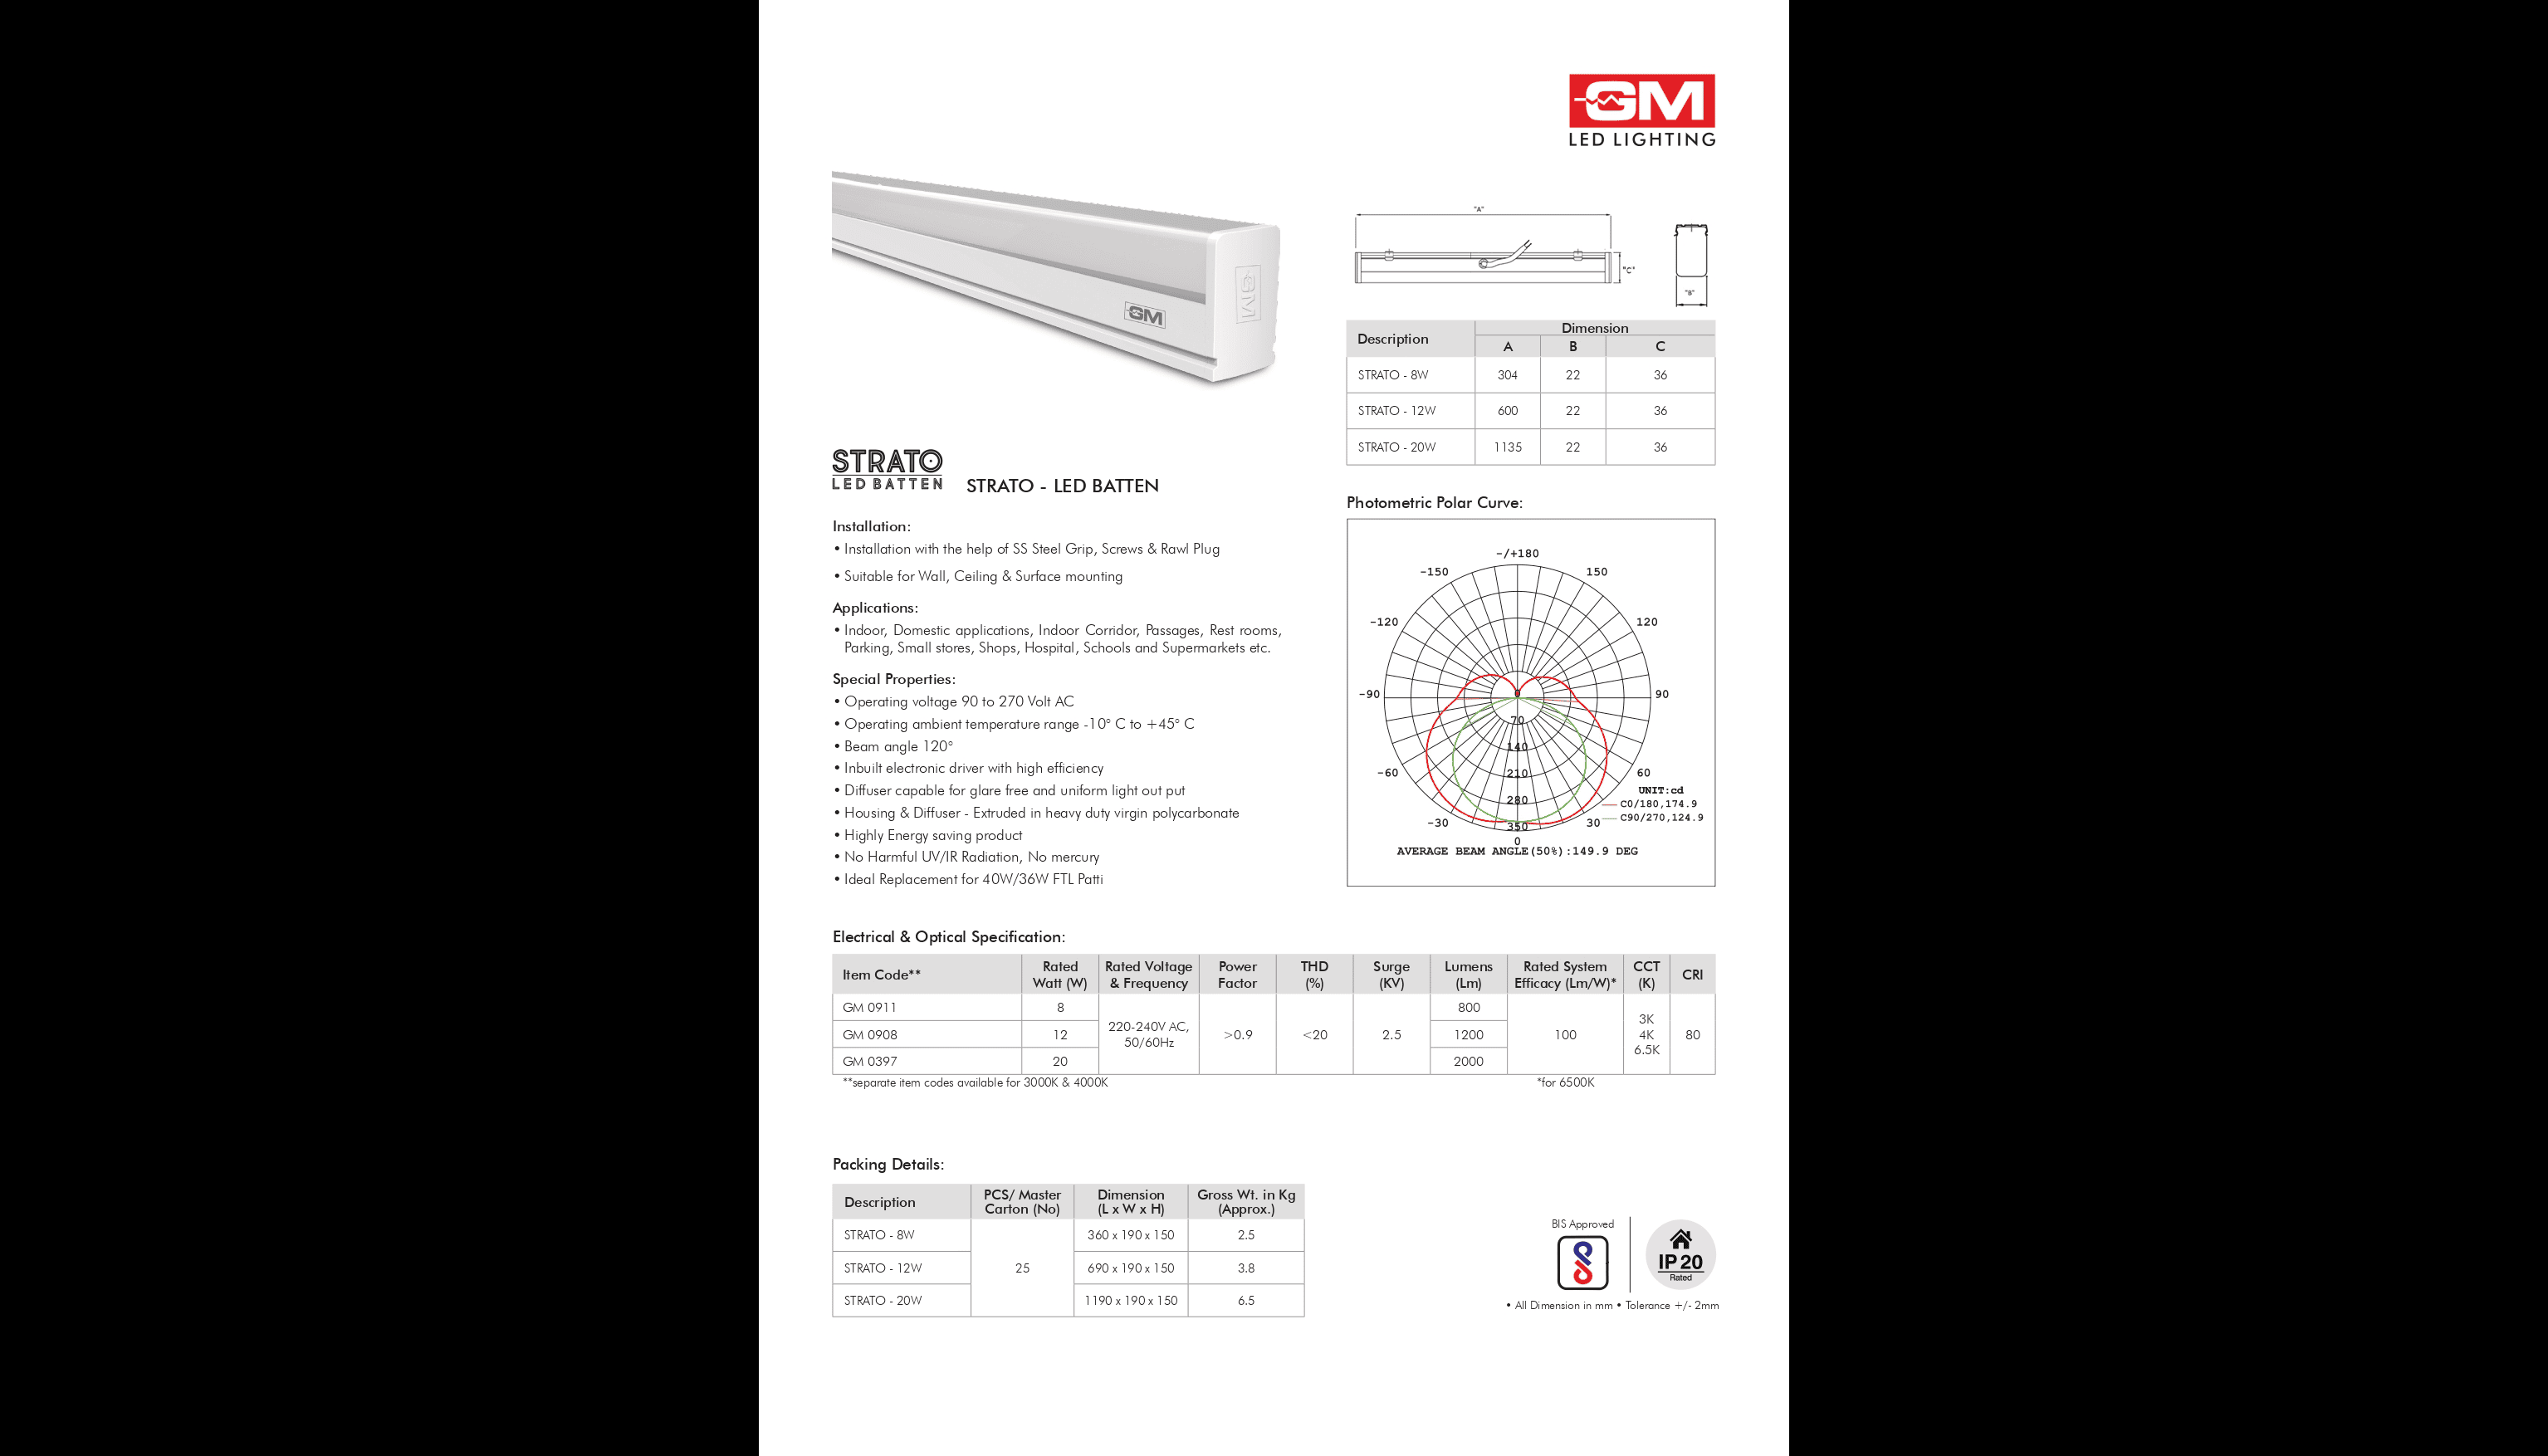 GM
LED LIGHTING
GM
GM
"A"
"C"
"B"
Description Dimension
A B C
STRATO - 8W 304 22 36
STRATO - 12W 600 22 36
STRATO - 20W 1135 22 36
STRATO
LED BATTEN
STRATO - LED BATTEN
Installation:
• Installation with the help of SS Steel Grip, Screws & Rawl Plug
• Suitable for Wall, Ceiling & Surface mounting
Applications:
• Indoor, Domestic applications, Indoor Corridor, Passages, Rest rooms,
Parking, Small stores, Shops, Hospital, Schools and Supermarkets etc.
Special Properties:
• Operating voltage 90 to 270 Volt AC
• Operating ambient temperature range -10° C to +45° C
• Beam angle 120°
• Inbuilt electronic driver with high efficiency
• Diffuser capable for glare free and uniform light out put
• Housing & Diffuser - Extruded in heavy duty virgin polycarbonate
• Highly Energy saving product
• No Harmful UV/IR Radiation, No mercury
• Ideal Replacement for 40W/36W FTL Patti
Photometric Polar Curve:
-/+180
-150 150
-120 120
-90 0 90
70
140
-60 210 60
UNIT:cd
280
C0/180,174.9
C90/270,124.9
-30 350 30
0
AVERAGE BEAM ANGLE(50%):149.9 DEG
Electrical & Optical Specification:
Item Code** Rated Watt (W) Rated Voltage & Frequency Power Factor THD (%) Surge (KV) Lumens (Lm) Rated System Efficacy (Lm/W)* CCT (K) CRI
GM 0911 8 220-240V AC, 50/60Hz >0.9 <20 2.5 800 100 3K 4K 6.5K 80
GM 0908 12 1200
GM 0397 20 2000
**separate item codes available for 3000K & 4000K *for 6500K
Packing Details:
Description PCS/ Master Carton (No) Dimension (L x W x H) Gross Wt. in Kg (Approx.)
STRATO - 8W 25 360 x 190 x 150 2.5
STRATO - 12W 690 x 190 x 150 3.8
STRATO - 20W 1190 x 190 x 150 6.5
BIS Approved
IP 20
Rated
• All Dimension in mm • Tolerance +/- 2mm